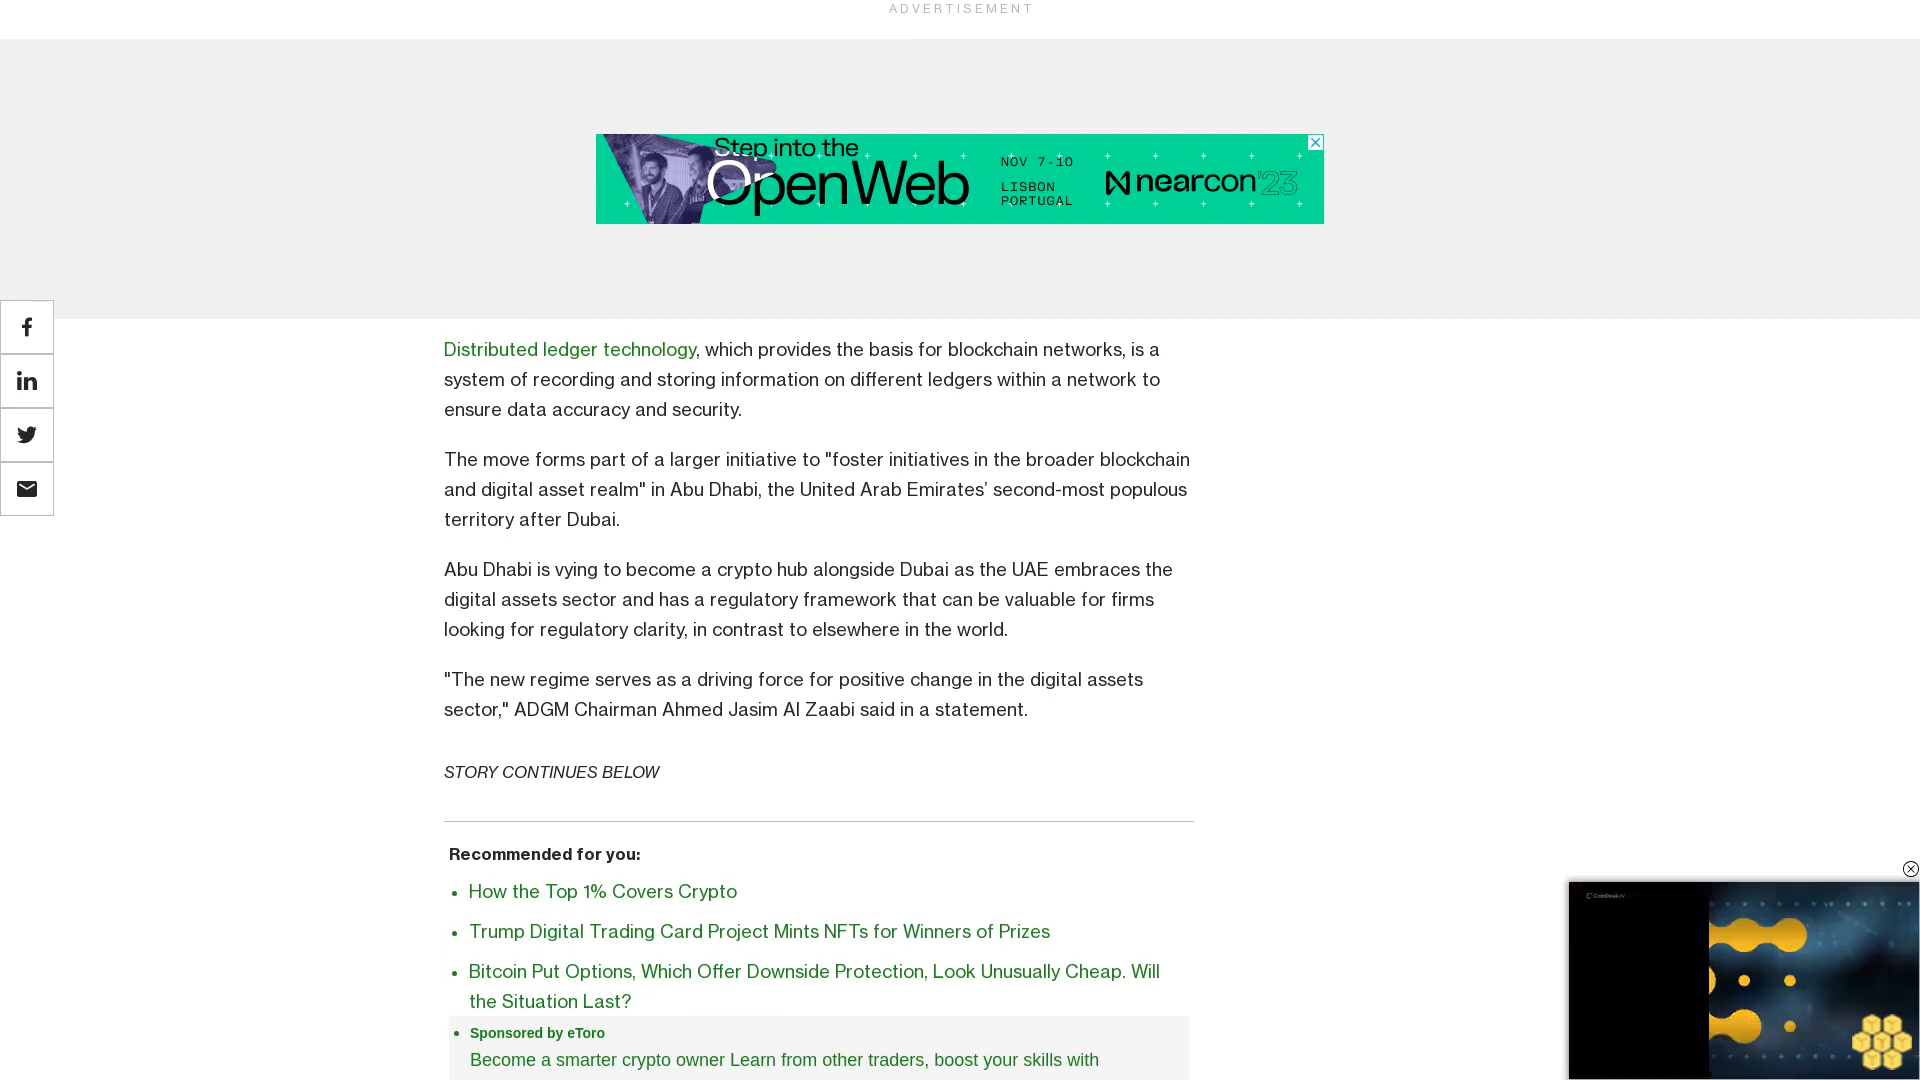 ADVERTISEMENT
Step into the
OpenWeb
NOV 7-10
LISBON
PORTUGAL
nearcon'23
Distributed ledger technology, which provides the basis for blockchain networks, is a
system of recording and storing information on different ledgers within a network to
ensure data accuracy and security.
The move forms part of a larger initiative to "foster initiatives in the broader blockchain
and digital asset realm" in Abu Dhabi, the United Arab Emirates’ second-most populous
territory after Dubai.
Abu Dhabi is vying to become a crypto hub alongside Dubai as the UAE embraces the
digital assets sector and has a regulatory framework that can be valuable for firms
looking for regulatory clarity, in contrast to elsewhere in the world.
"The new regime serves as a driving force for positive change in the digital assets
sector," ADGM Chairman Ahmed Jasim Al Zaabi said in a statement.
STORY CONTINUES BELOW
Recommended for you:
How the Top 1% Covers Crypto
Trump Digital Trading Card Project Mints NFTs for Winners of Prizes
Bitcoin Put Options, Which Offer Downside Protection, Look Unusually Cheap. Will
the Situation Last?
Sponsored by eToro
Become a smarter crypto owner Learn from other traders, boost your skills with
CoinDesk.tv